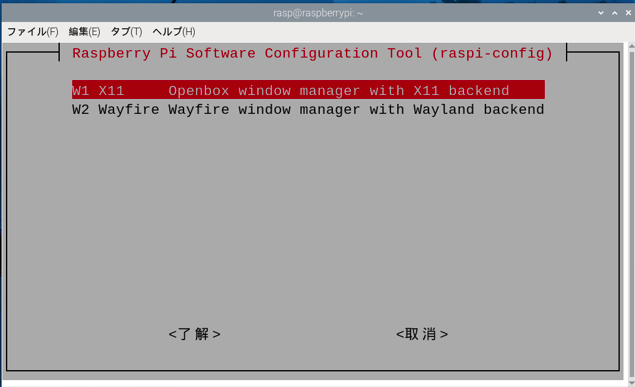 rasp@raspberrypi: ~
ファイル(F) 編集(E) タブ(T) ヘルプ(H)
Raspberry Pi Software Configuration Tool (raspi-config)
W1 X11 Openbox window manager with X11 backend
W2 Wayfire Wayfire window manager with Wayland backend
<了解> <取消>